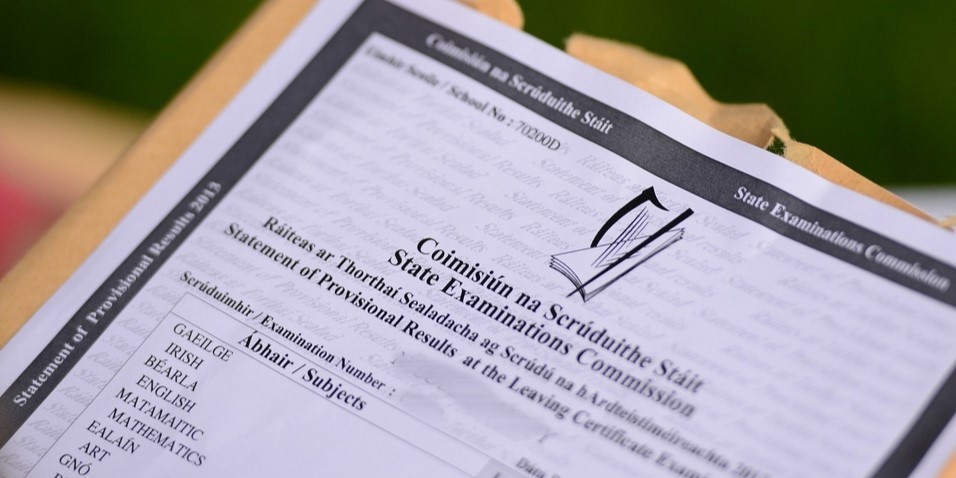 Coimisiún na Scrúduithe Stáit
State Examinations Commission
Statement of Provisional Results 2013
Uimhir Scoile / School No : 70200D
Coimisiún na Scrúduithe Stáit
State Examinations Commission
Ráiteas ar Thorthaí Sealadacha ag Scrúdú na hArdteistiméireachta
Statement of Provisional Results at the Leaving Certificate
Scrúduimhir / Examination Number :
Ábhair / Subjects
GAEILGE
IRISH
BÉARLA
ENGLISH
MATAMAITIC
MATHEMATICS
EALAÍN
ART
GNÓ